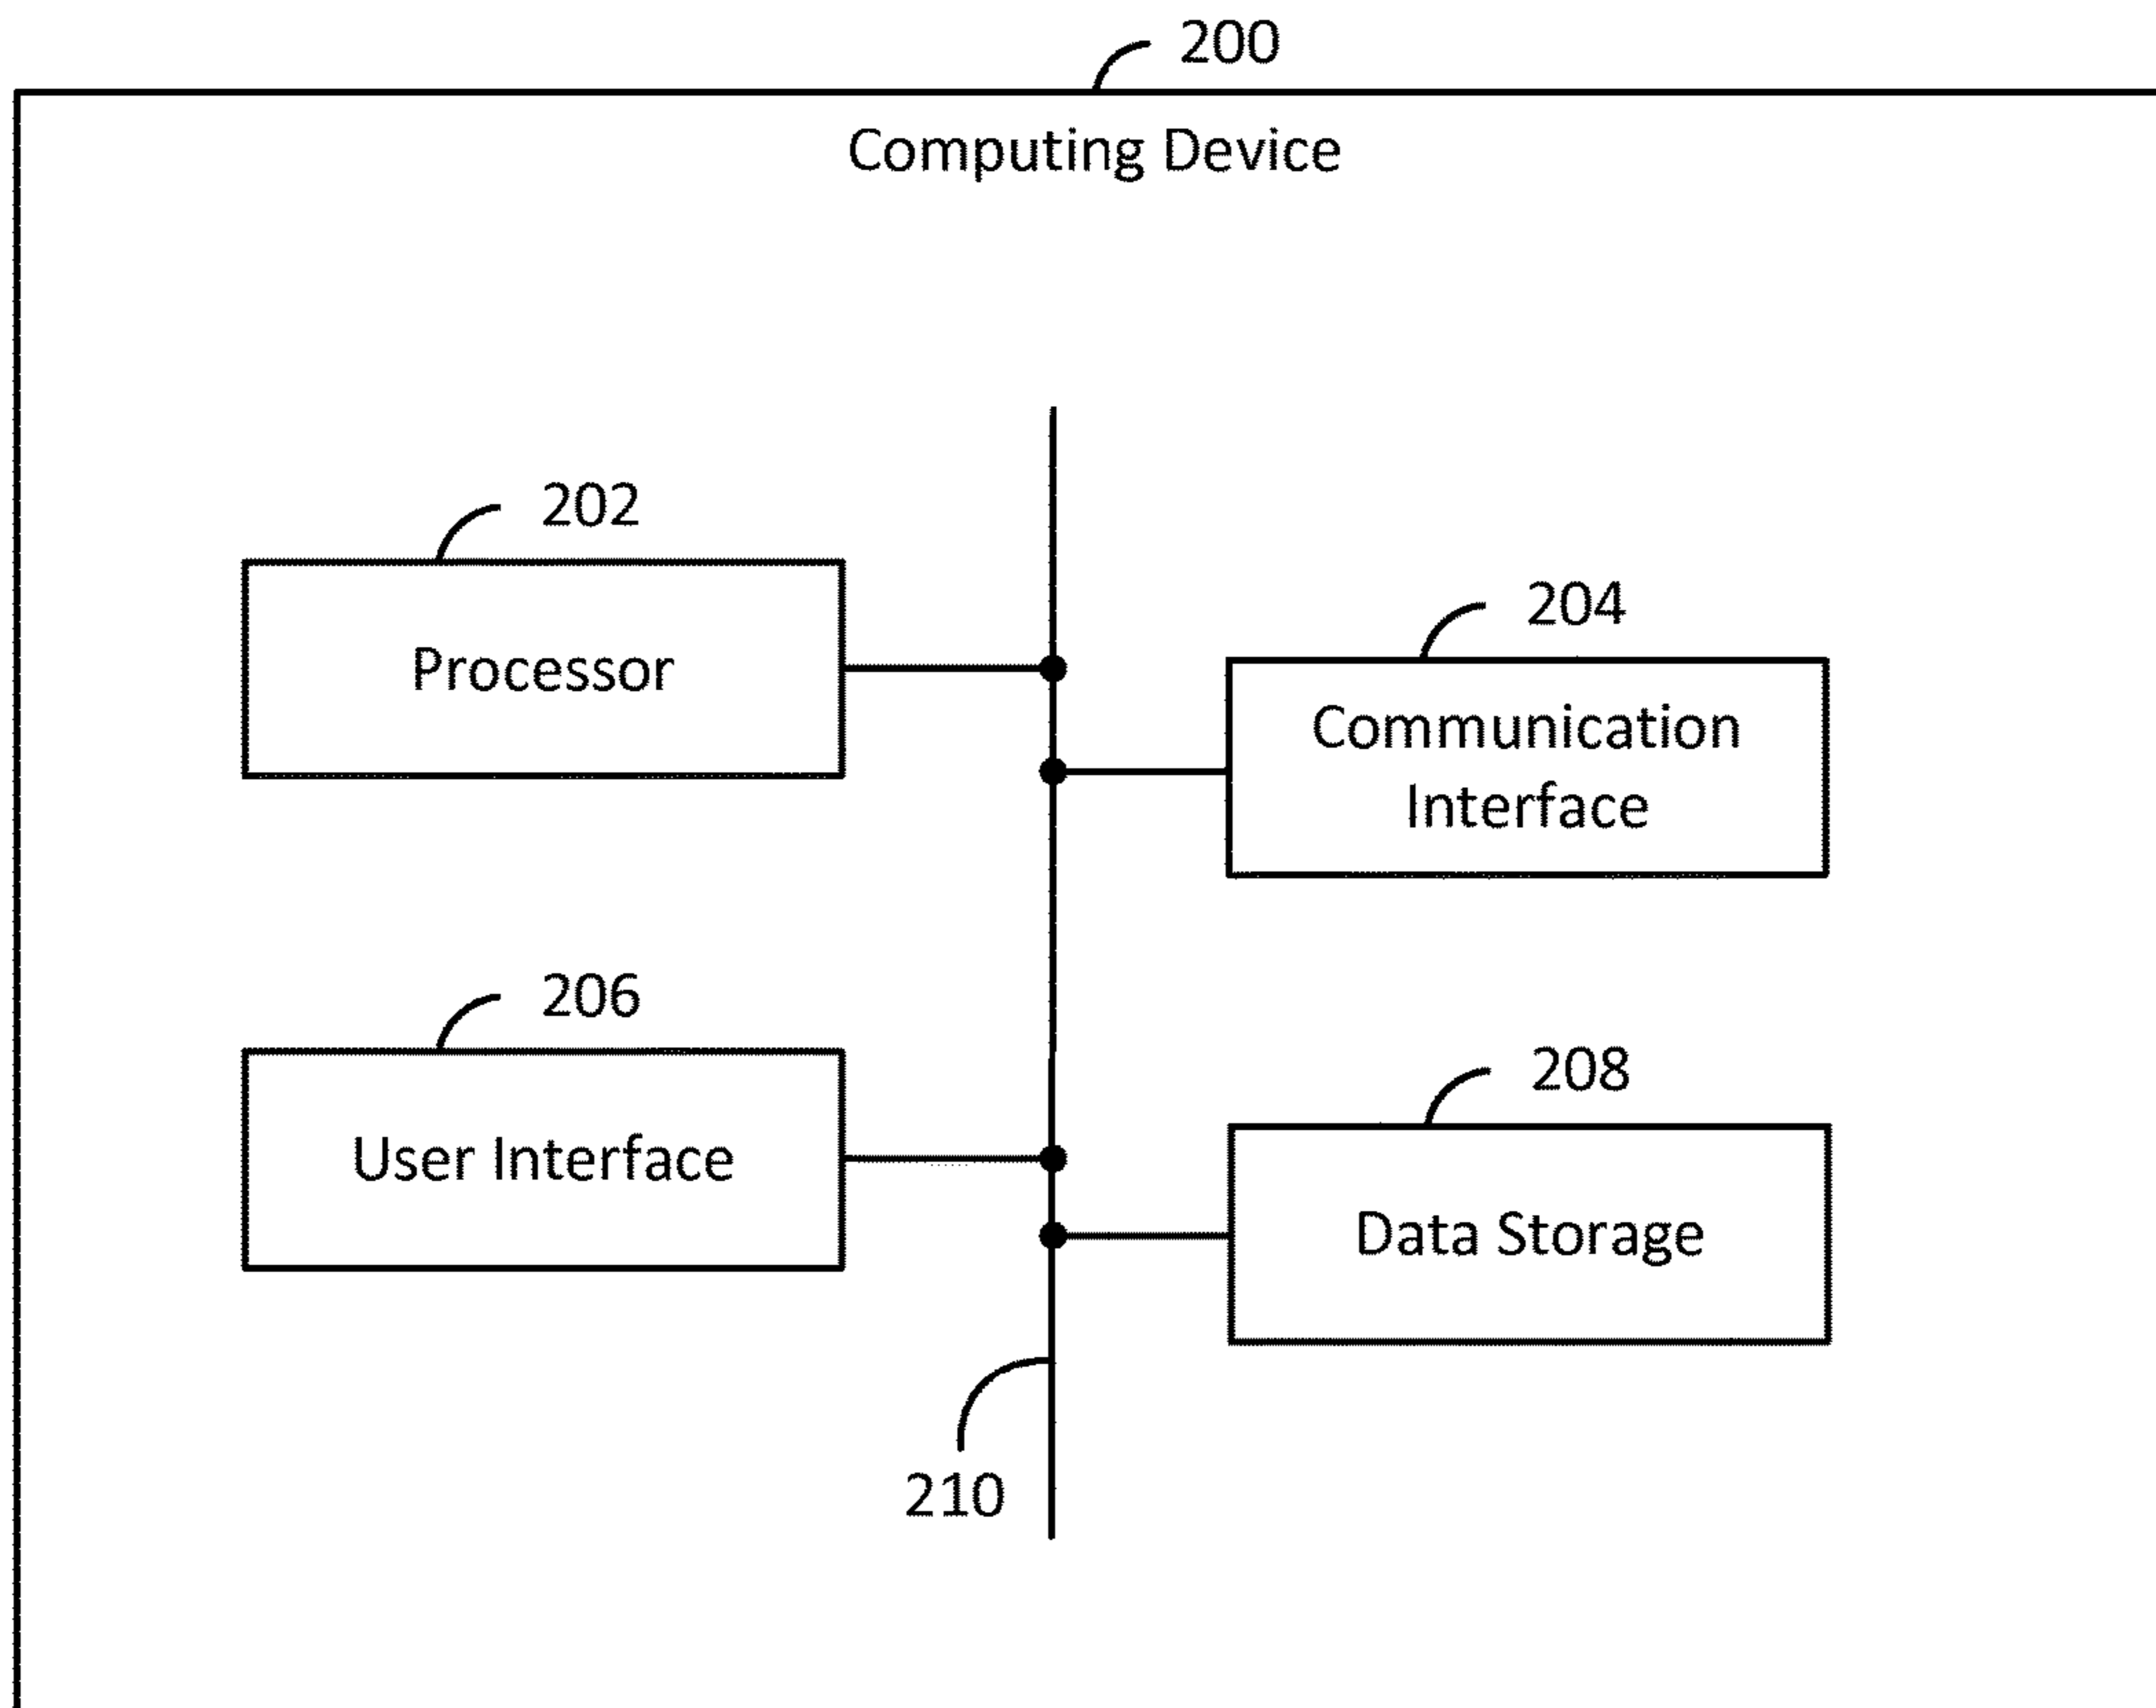 200
Computing Device
202
Processor
204
Communication
Interface
206
User Interface
208
Data Storage
210